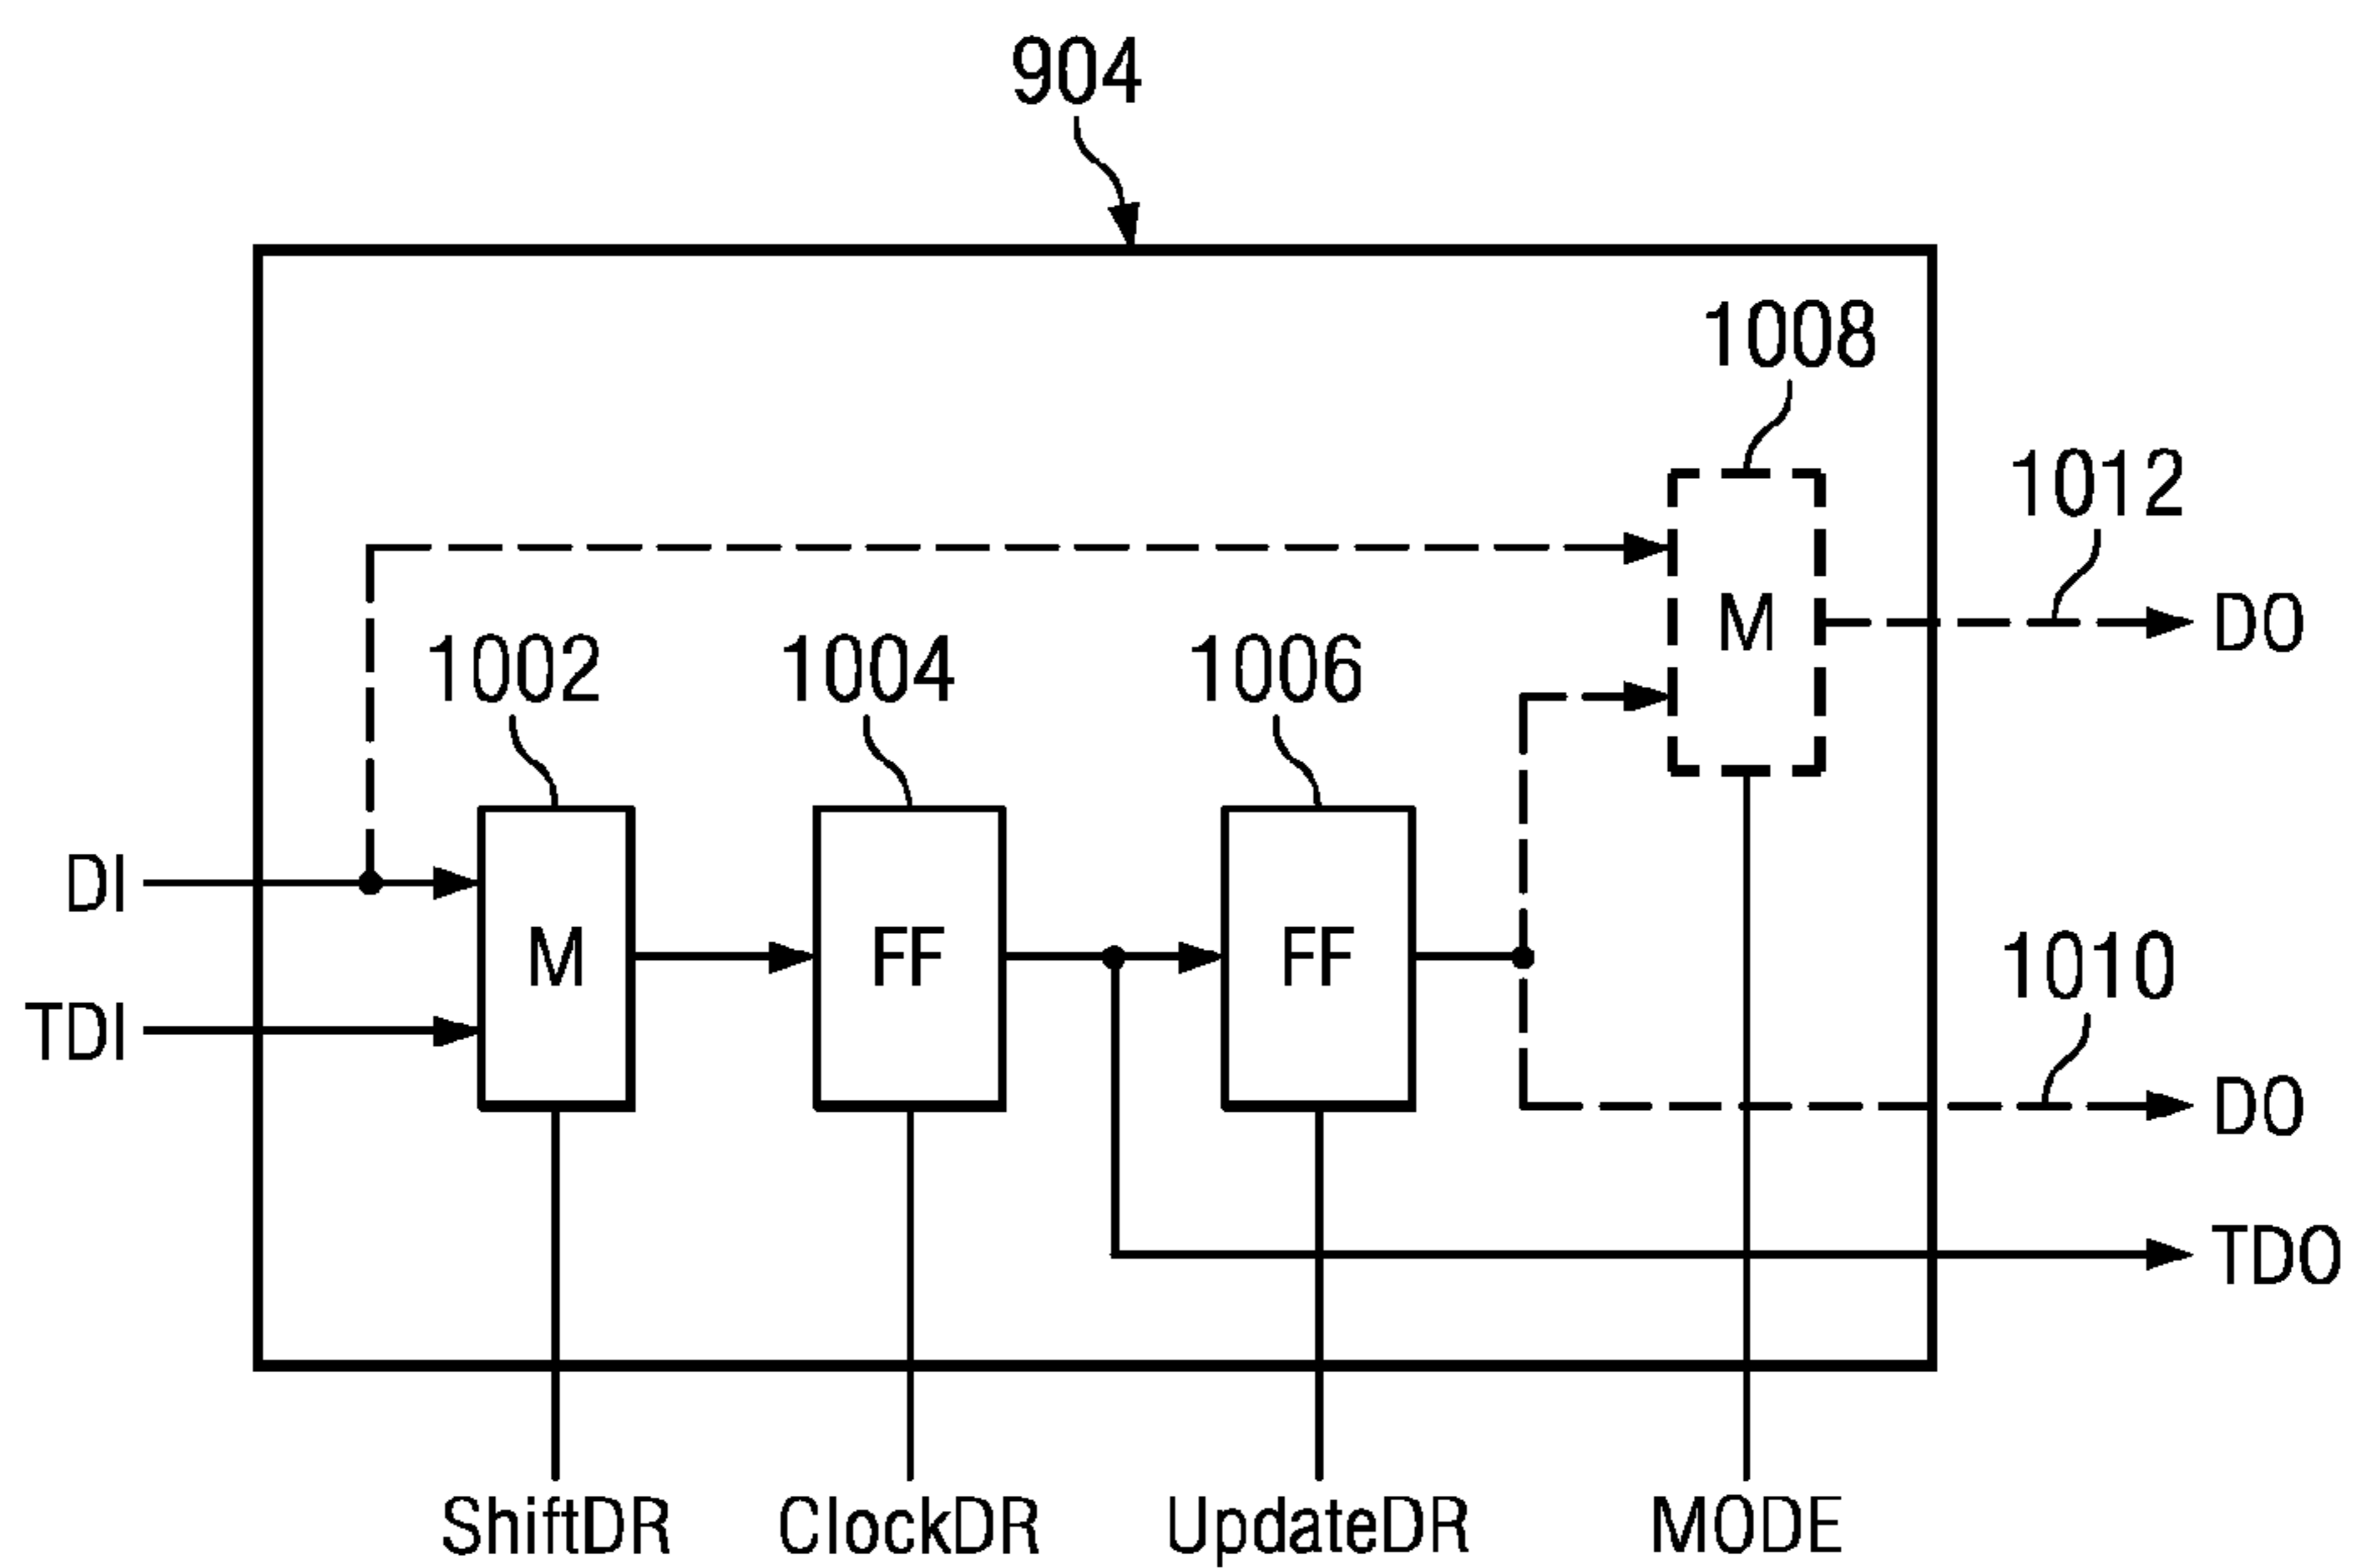 904
1008
1012
M
DO
1002
1004
1006
DI
M
FF
FF
1010
TDI
DO
TDO
ShiftDR
ClockDR
UpdateDR
MODE